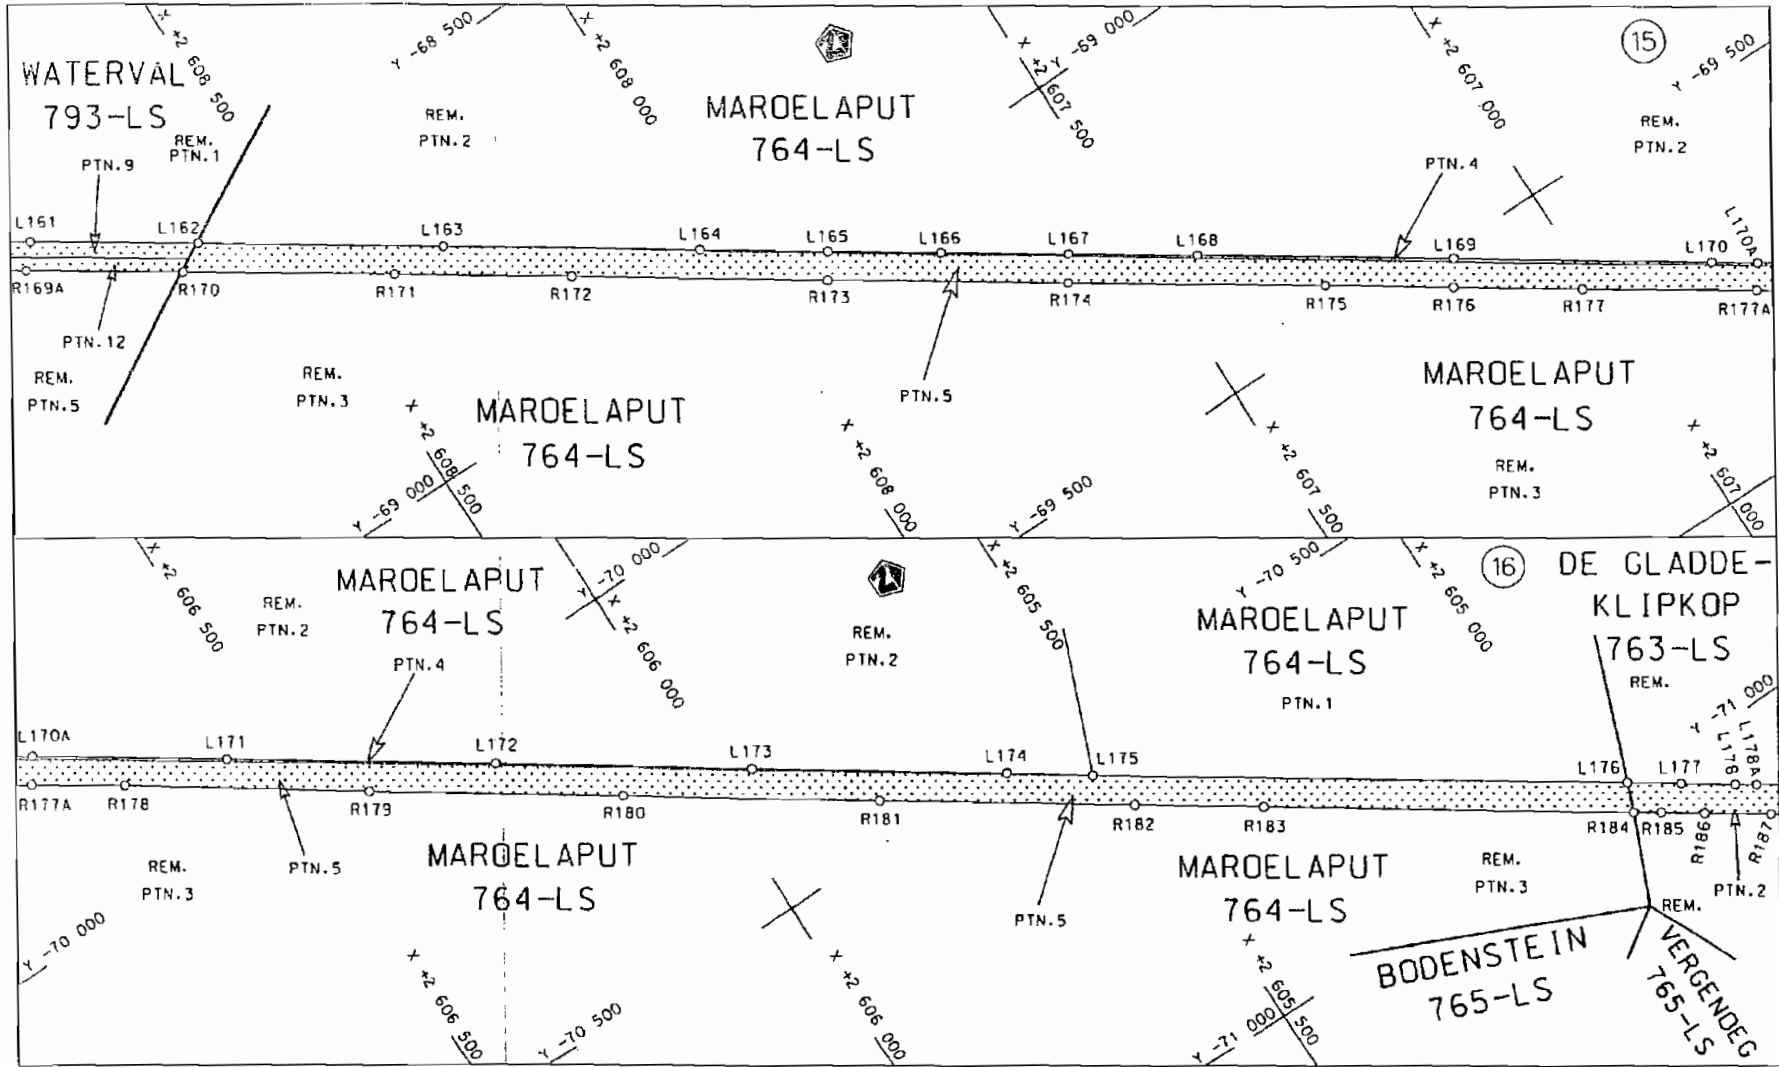 X +2 608 500
Y -68 500
X +2 608 000
X +2 607 500
Y -69 000
X +2 607 000
15
Y -69 500
WATERVAL
793-LS
REM.
PTN.1
PTN.9
REM.
PTN.2
MAROELAPUT
764-LS
PTN.4
REM.
PTN.2
L161
L162
L163
L164
L165
L166
L167
L168
L169
L170
L170A
R169A
R170
R171
R172
R173
R174
R175
R176
R177
R177A
PTN.12
REM.
PTN.5
REM.
PTN.3
MAROELAPUT
764-LS
PTN.5
MAROELAPUT
764-LS
REM.
PTN.3
Y -69 000
X +2 608 500
X +2 608 000
Y -69 500
X +2 607 500
X +2 607 000
X +2 606 500
Y -70 000
X +2 606 000
X +2 605 500
Y -70 500
X +2 605 000
16
DE GLADDE-
KLIPKOP
763-LS
REM.
MAROELAPUT
764-LS
REM.
PTN.2
PTN.4
REM.
PTN.2
MAROELAPUT
764-LS
PTN.1
Y -71 000
L170A
L171
L172
L173
L174
L175
L176
L177
L178
L178A
R177A
R178
R179
R180
R181
R182
R183
R184
R185
R186
R187
REM.
PTN.3
PTN.5
MAROELAPUT
764-LS
PTN.5
MAROELAPUT
764-LS
REM.
PTN.3
PTN.2
REM.
Y -70 000
X +2 606 500
Y -70 500
X +2 606 000
Y -71 000
X +2 605 500
BODENSTEIN
765-LS
VERGENOEG
765-LS